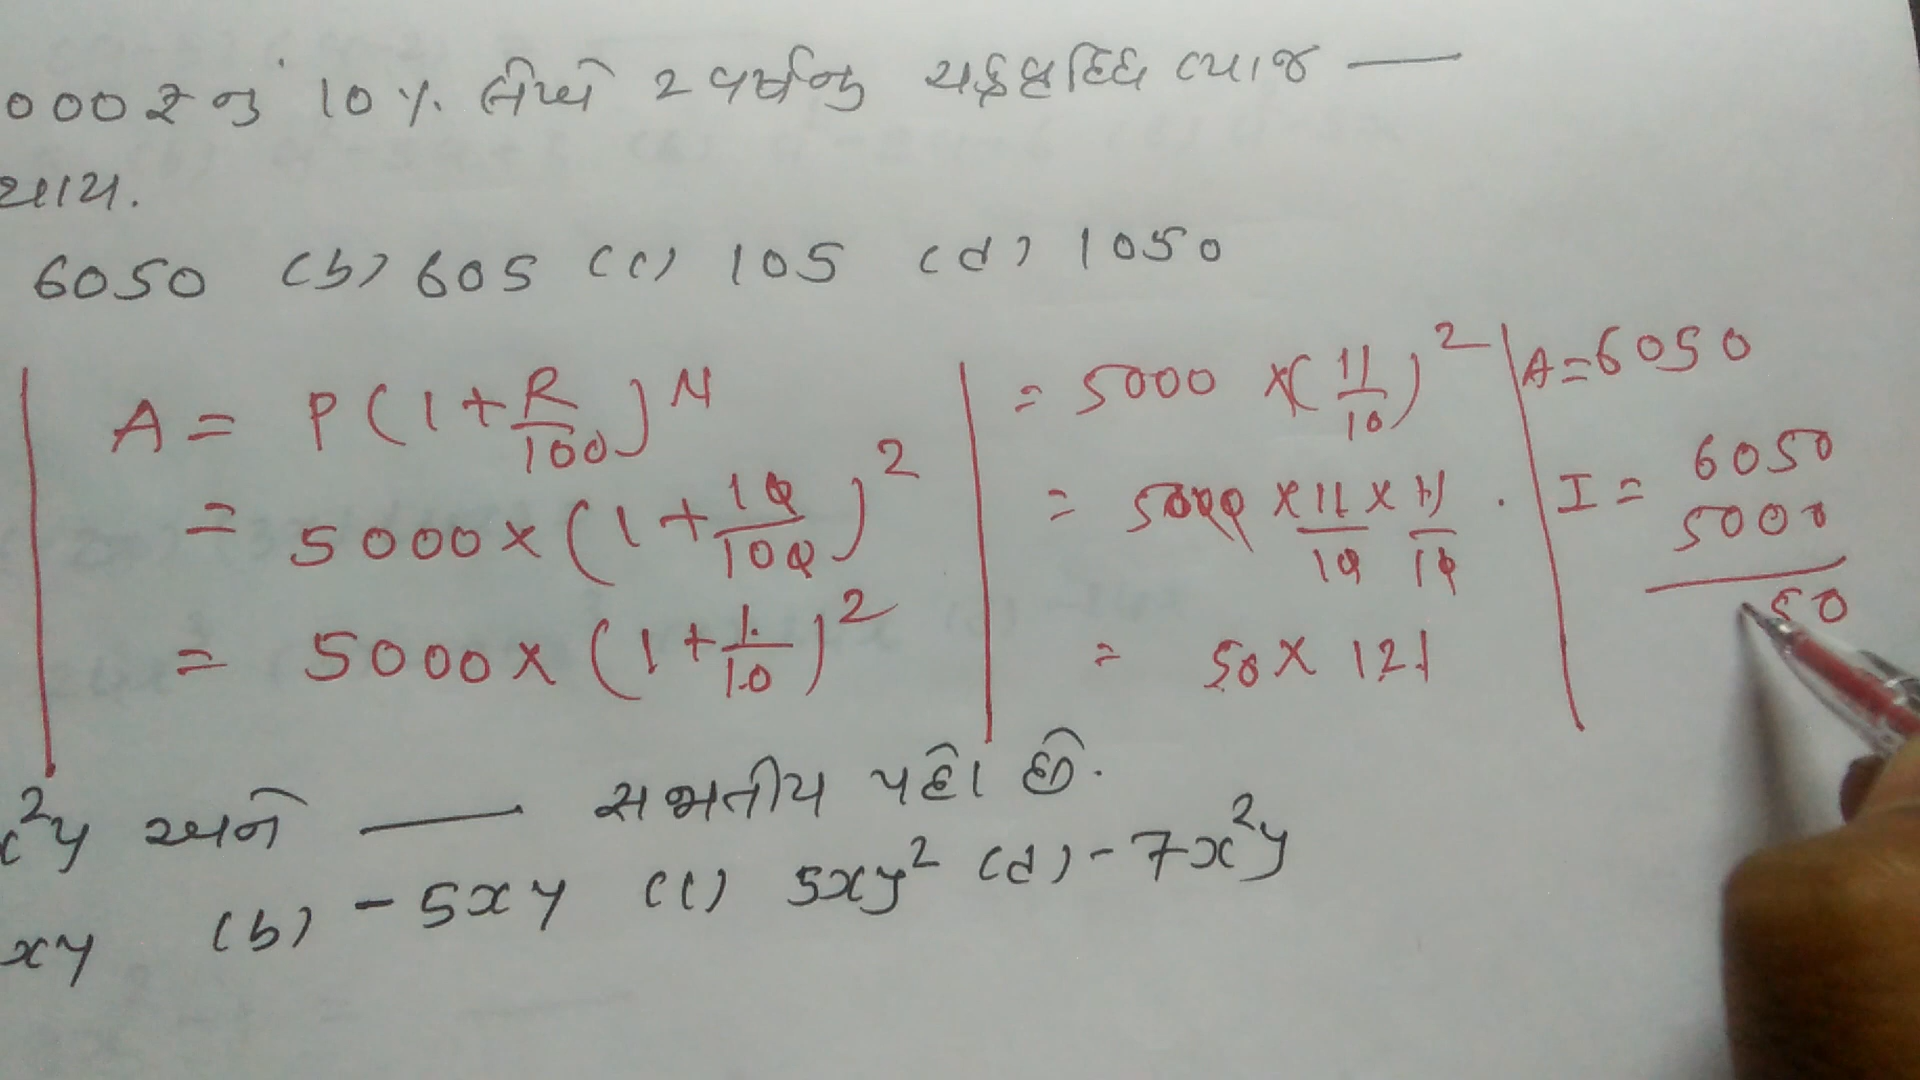 000 ₹ નું 10 %. લેખે 2 વર્ષનું ચક્રવૃદ્ધિ વ્યાજ —
થાય.
6050 (b) 605 (c) 105 (d) 1050
A = P(1+R/100)^N
= 5000×(1+10/100)^2
= 5000×(1+1/10)^2
= 5000 ×(11/10)^2
= 5000 × 11/10 × 11/10 .
= 50 × 121
A=6050
I = 6050
5000
50
x^2y અને — સજાતીય પદો છે.
xy (b) -5xy (c) 5xy^2 (d) -7x^2y